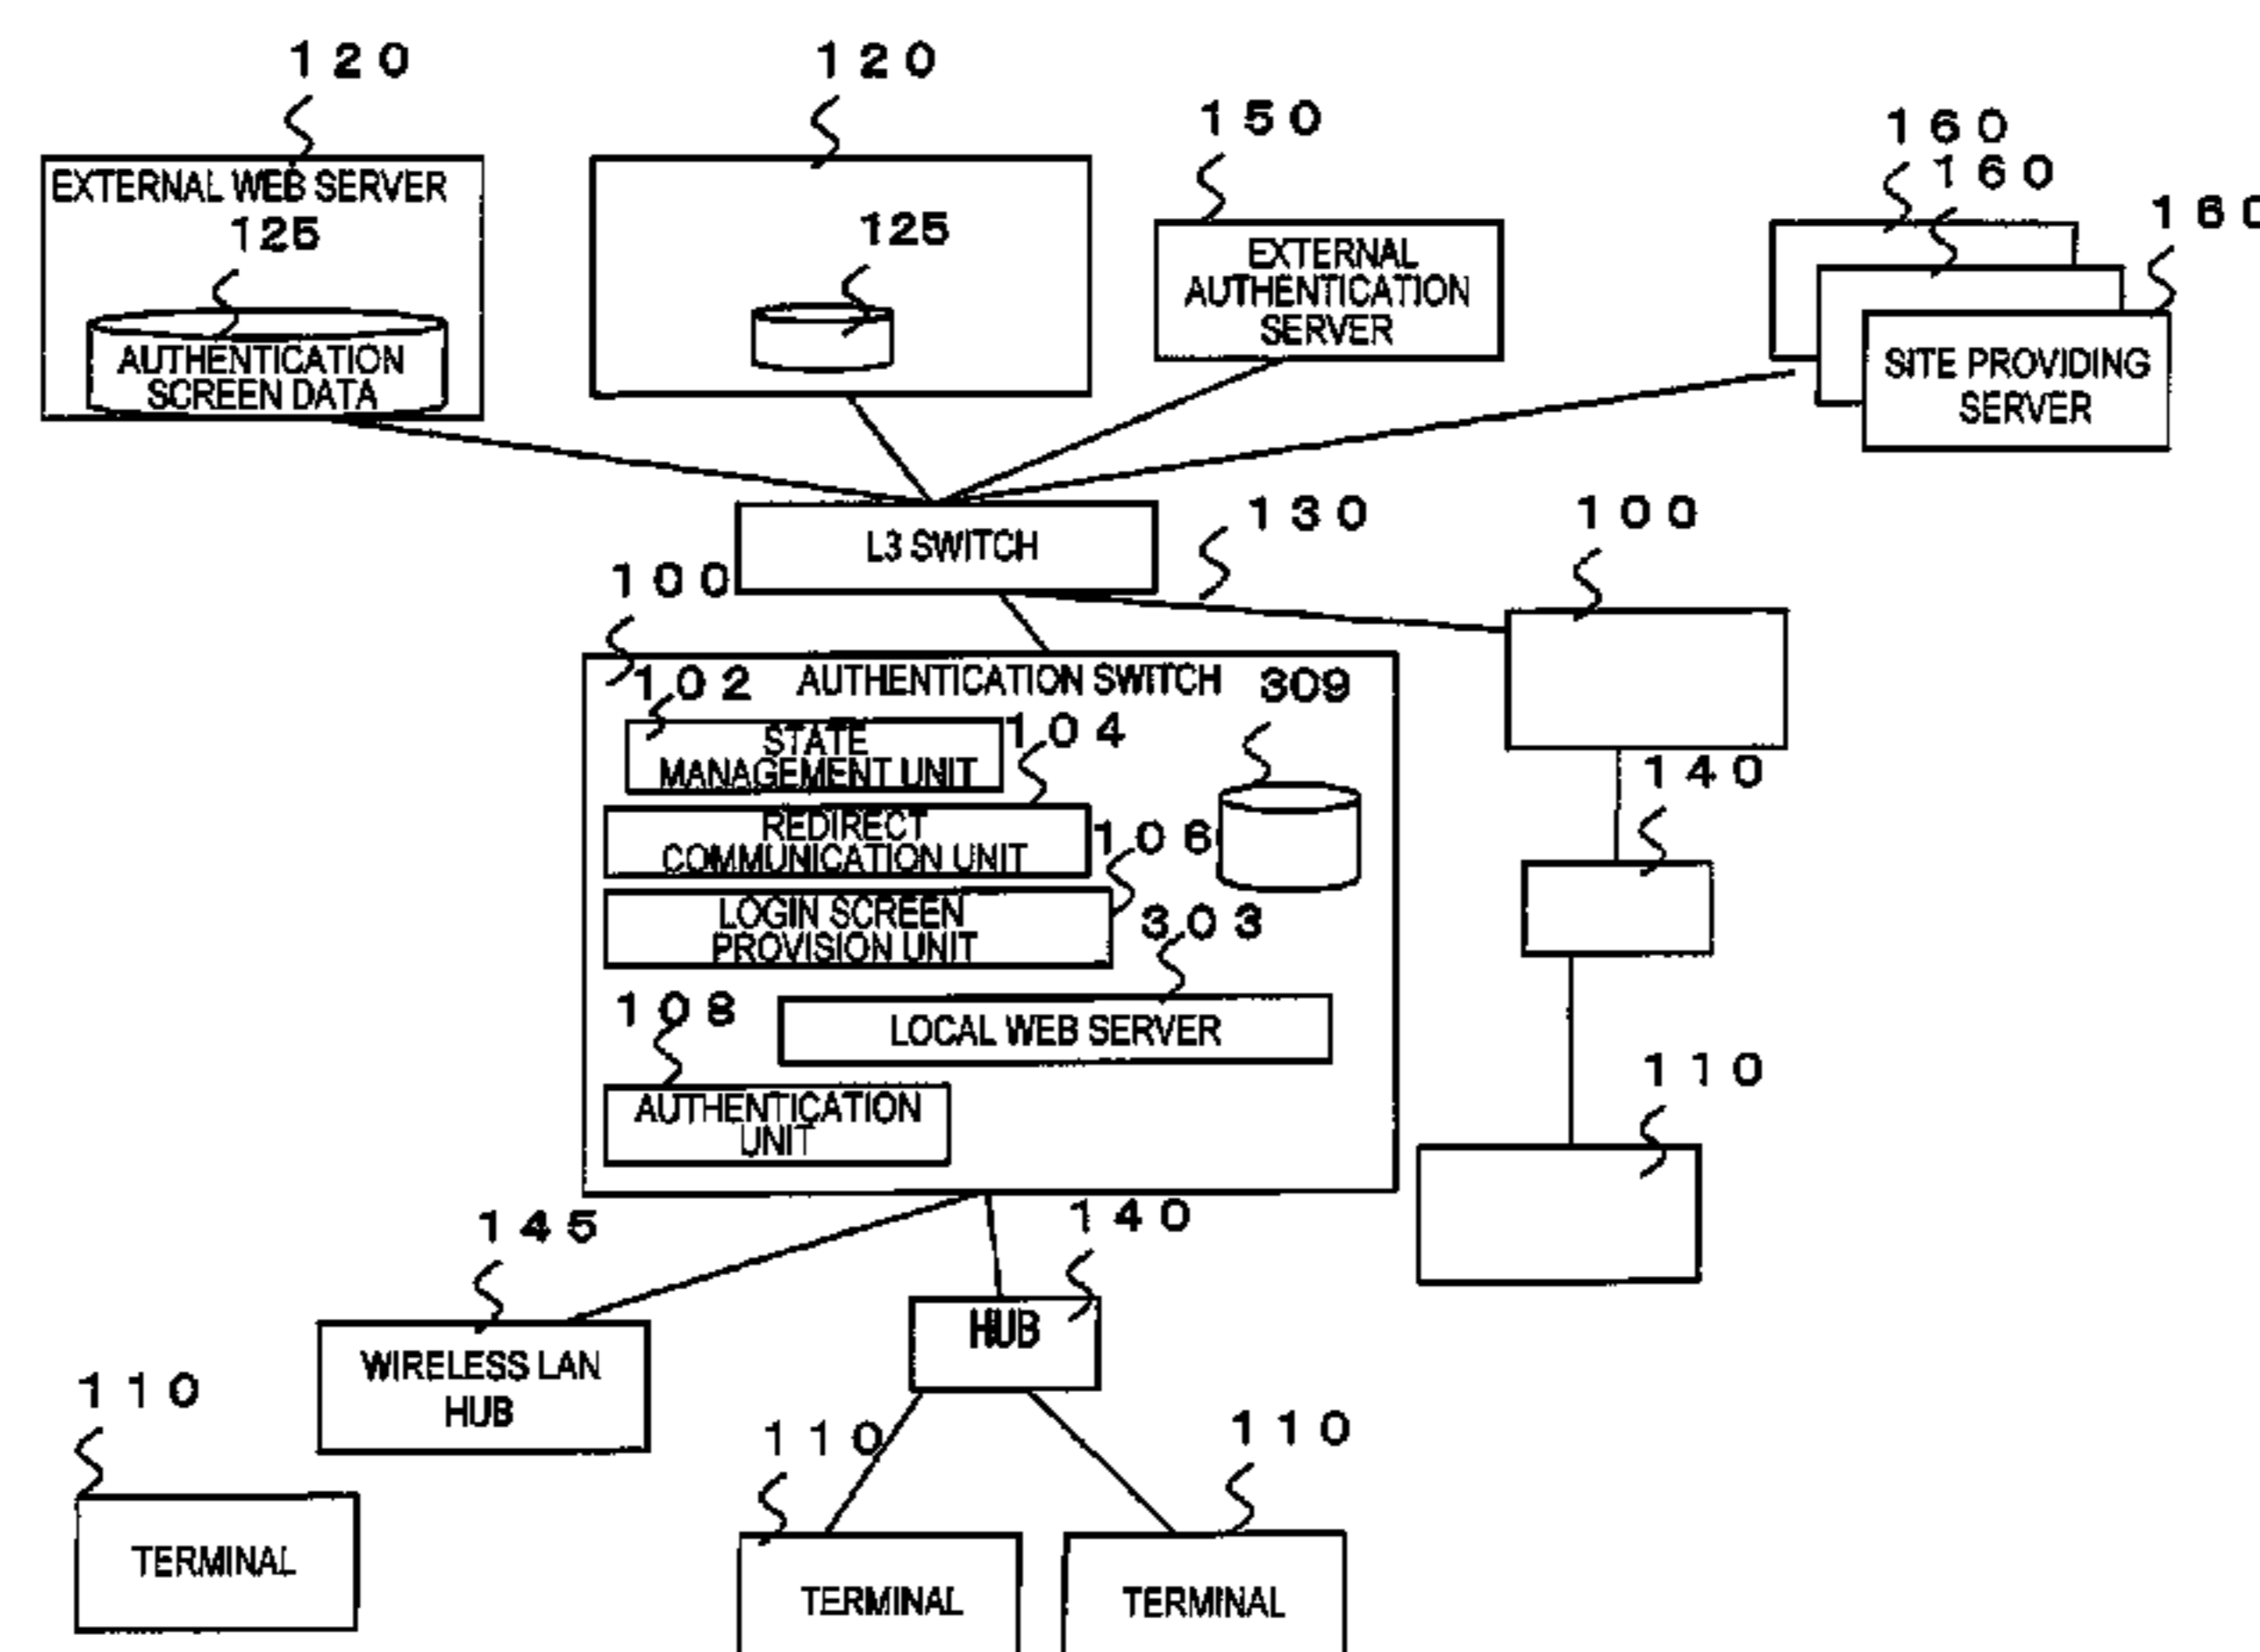 120
120
150
160
160
160
EXTERNAL WEB SERVER
125
125
EXTERNAL
AUTHENTICATION
SERVER
AUTHENTICATION
SCREEN DATA
SITE PROVIDING
SERVER
L3 SWITCH
130
100
100
AUTHENTICATION SWITCH
102
309
STATE
MANAGEMENT UNIT
104
140
REDIRECT
COMMUNICATION UNIT
106
LOGIN SCREEN
PROVISION UNIT
303
108
LOCAL WEB SERVER
110
AUTHENTICATION
UNIT
145
140
HUB
WIRELESS LAN
HUB
110
110
110
TERMINAL
TERMINAL
TERMINAL